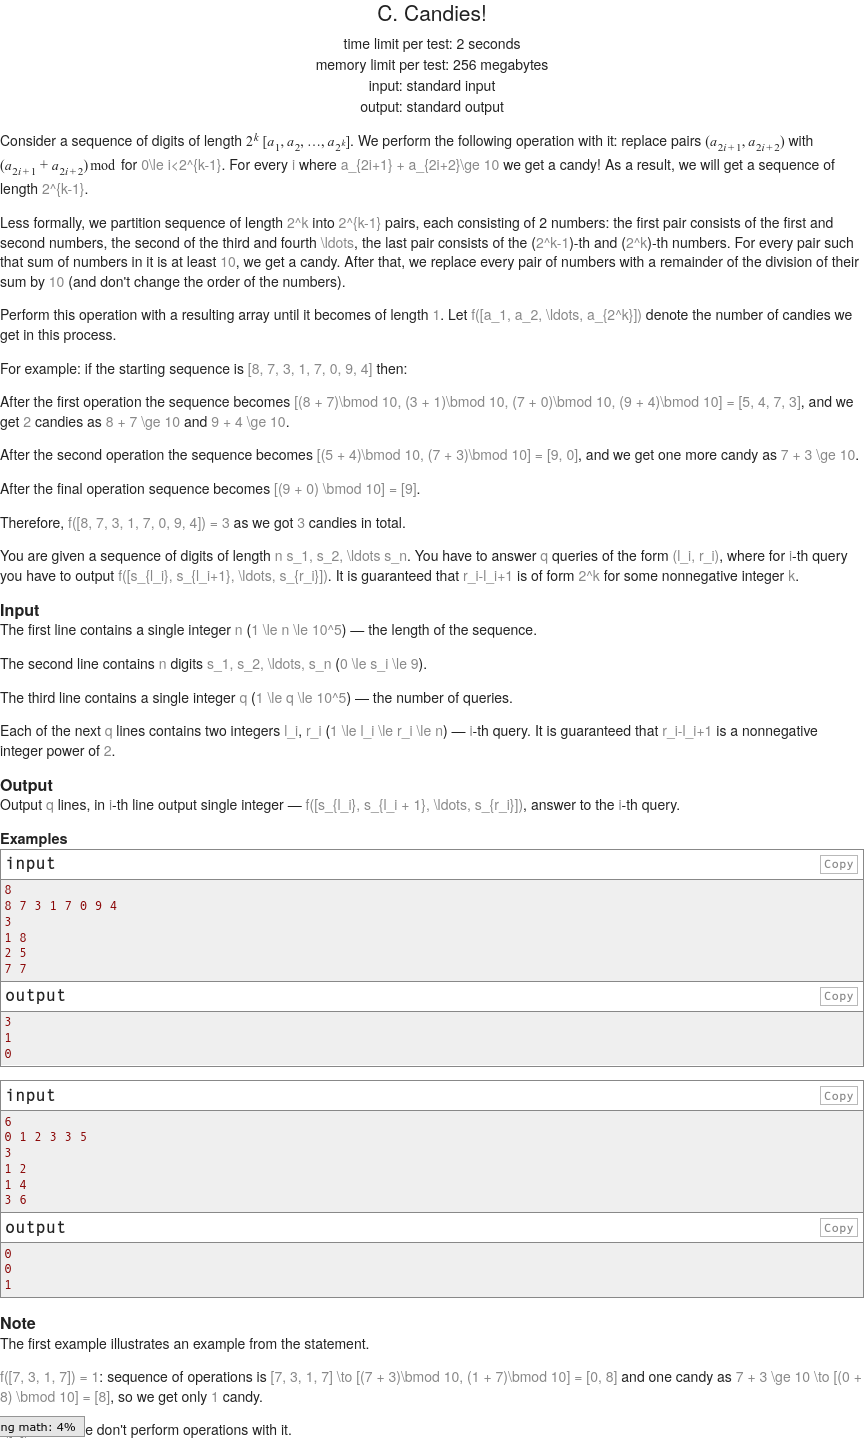 C. Candies!
time limit per test: 2 seconds
memory limit per test: 256 megabytes
input: standard input
output: standard output
Consider a sequence of digits of length 2^k [a_1, a_2, …, a_{2^k}]. We perform the following operation with it: replace pairs (a_{2i+1}, a_{2i+2}) with
(a_{2i+1} + a_{2i+2}) mod for 0\le i<2^{k-1}. For every i where a_{2i+1} + a_{2i+2}\ge 10 we get a candy! As a result, we will get a sequence of
length 2^{k-1}.
Less formally, we partition sequence of length 2^k into 2^{k-1} pairs, each consisting of 2 numbers: the first pair consists of the first and
second numbers, the second of the third and fourth \ldots, the last pair consists of the (2^k-1)-th and (2^k)-th numbers. For every pair such
that sum of numbers in it is at least 10, we get a candy. After that, we replace every pair of numbers with a remainder of the division of their
sum by 10 (and don't change the order of the numbers).
Perform this operation with a resulting array until it becomes of length 1. Let f([a_1, a_2, \ldots, a_{2^k}]) denote the number of candies we
get in this process.
For example: if the starting sequence is [8, 7, 3, 1, 7, 0, 9, 4] then:
After the first operation the sequence becomes [(8 + 7)\bmod 10, (3 + 1)\bmod 10, (7 + 0)\bmod 10, (9 + 4)\bmod 10] = [5, 4, 7, 3], and we
get 2 candies as 8 + 7 \ge 10 and 9 + 4 \ge 10.
After the second operation the sequence becomes [(5 + 4)\bmod 10, (7 + 3)\bmod 10] = [9, 0], and we get one more candy as 7 + 3 \ge 10.
After the final operation sequence becomes [(9 + 0) \bmod 10] = [9].
Therefore, f([8, 7, 3, 1, 7, 0, 9, 4]) = 3 as we got 3 candies in total.
You are given a sequence of digits of length n s_1, s_2, \ldots s_n. You have to answer q queries of the form (l_i, r_i), where for i-th query
you have to output f([s_{l_i}, s_{l_i+1}, \ldots, s_{r_i}]). It is guaranteed that r_i-l_i+1 is of form 2^k for some nonnegative integer k.
Input
The first line contains a single integer n (1 \le n \le 10^5) — the length of the sequence.
The second line contains n digits s_1, s_2, \ldots, s_n (0 \le s_i \le 9).
The third line contains a single integer q (1 \le q \le 10^5) — the number of queries.
Each of the next q lines contains two integers l_i, r_i (1 \le l_i \le r_i \le n) — i-th query. It is guaranteed that r_i-l_i+1 is a nonnegative
integer power of 2.
Output
Output q lines, in i-th line output single integer — f([s_{l_i}, s_{l_i + 1}, \ldots, s_{r_i}]), answer to the i-th query.
Examples
input Copy
8
8 7 3 1 7 0 9 4
3
1 8
2 5
7 7
output Copy
3
1
0
input Copy
6
0 1 2 3 3 5
3
1 2
1 4
3 6
output Copy
0
0
1
Note
The first example illustrates an example from the statement.
f([7, 3, 1, 7]) = 1: sequence of operations is [7, 3, 1, 7] \to [(7 + 3)\bmod 10, (1 + 7)\bmod 10] = [0, 8] and one candy as 7 + 3 \ge 10 \to [(0 +
8) \bmod 10] = [8], so we get only 1 candy.
ng math: 4% e don't perform operations with it.